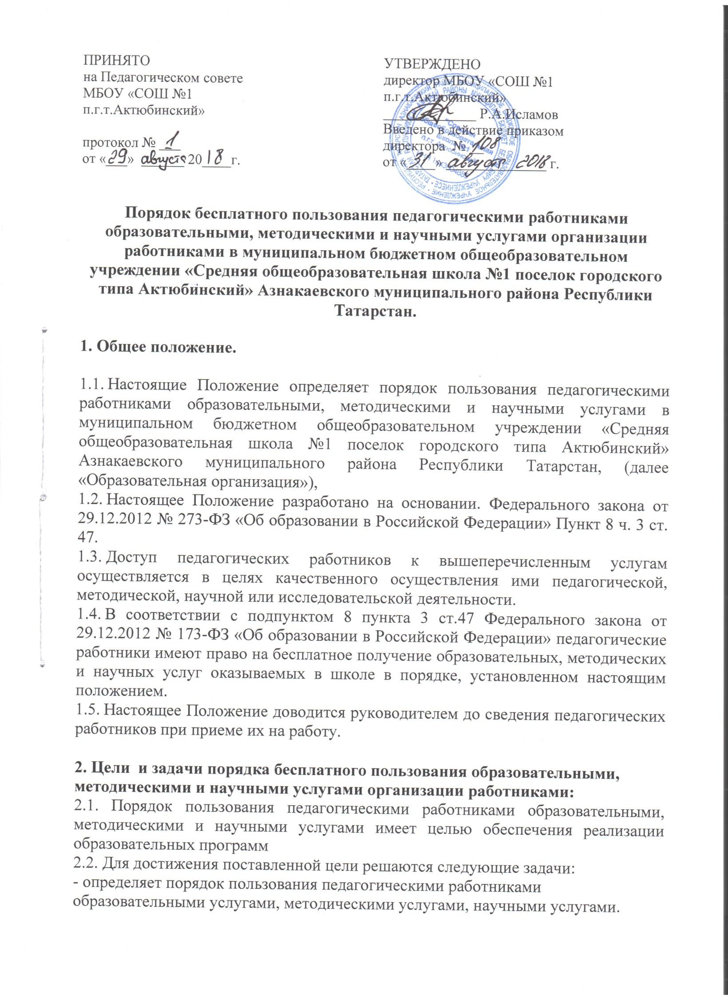 ПРИНЯТО
на Педагогическом совете
МБОУ «СОШ №1
п.г.т.Актюбинский»
протокол № 1
от «29» августа 2018 г.
УТВЕРЖДЕНО
директор МБОУ «СОШ №1
п.г.т.Актюбинский»
Р.А.Исламов
Введено в действие приказом
директора № 108
от «31» августа 2018 г.
Порядок бесплатного пользования педагогическими работниками
образовательными, методическими и научными услугами организации
работниками в муниципальном бюджетном общеобразовательном
учреждении «Средняя общеобразовательная школа №1 поселок городского
типа Актюбинский» Азнакаевского муниципального района Республики
Татарстан.
1. Общее положение.
1.1. Настоящие Положение определяет порядок пользования педагогическими
работниками образовательными, методическими и научными услугами в
муниципальном бюджетном общеобразовательном учреждении «Средняя
общеобразовательная школа №1 поселок городского типа Актюбинский»
Азнакаевского муниципального района Республики Татарстан, (далее
«Образовательная организация»),
1.2. Настоящее Положение разработано на основании. Федерального закона от
29.12.2012 № 273-ФЗ «Об образовании в Российской Федерации» Пункт 8 ч. 3 ст.
47.
1.3. Доступ педагогических работников к вышеперечисленным услугам
осуществляется в целях качественного осуществления ими педагогической,
методической, научной или исследовательской деятельности.
1.4. В соответствии с подпунктом 8 пункта 3 ст.47 Федерального закона от
29.12.2012 № 173-ФЗ «Об образовании в Российской Федерации» педагогические
работники имеют право на бесплатное получение образовательных, методических
и научных услуг оказываемых в школе в порядке, установленном настоящим
положением.
1.5. Настоящее Положение доводится руководителем до сведения педагогических
работников при приеме их на работу.
2. Цели и задачи порядка бесплатного пользования образовательными,
методическими и научными услугами организации работниками:
2.1. Порядок пользования педагогическими работниками образовательными,
методическими и научными услугами имеет целью обеспечения реализации
образовательных программ
2.2. Для достижения поставленной цели решаются следующие задачи:
- определяет порядок пользования педагогическими работниками
образовательными услугами, методическими услугами, научными услугами.